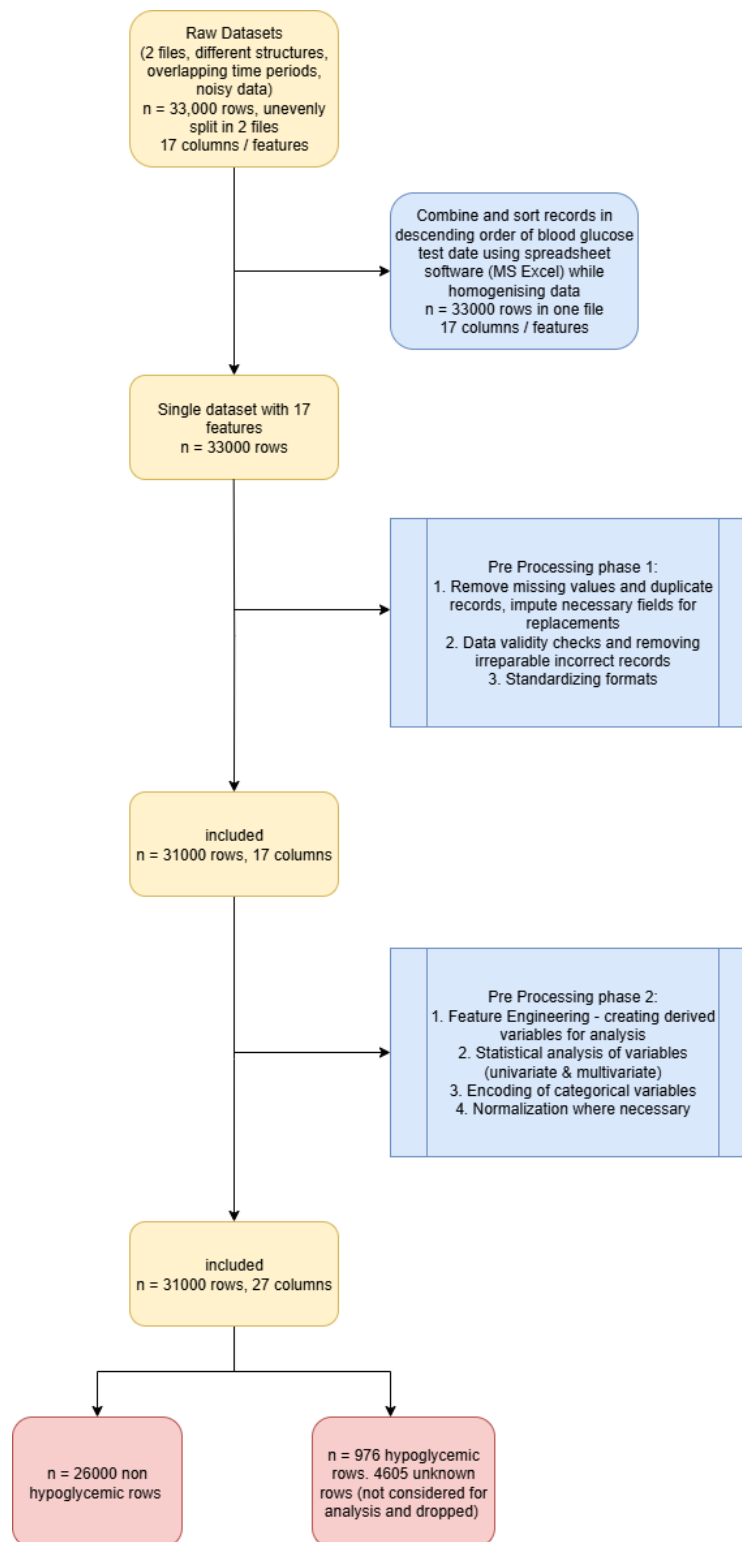 Raw Datasets
(2 files, different structures,
overlapping time periods,
noisy data)
n = 33,000 rows, unevenly
split in 2 files
17 columns / features
Combine and sort records in
descending order of blood glucose
test date using spreadsheet
software (MS Excel) while
homogenising data
n = 33000 rows in one file
17 columns / features
Single dataset with 17
features
n = 33000 rows
Pre Processing phase 1:
1. Remove missing values and duplicate
records, impute necessary fields for
replacements
2. Data validity checks and removing
irreparable incorrect records
3. Standardizing formats
included
n = 31000 rows, 17 columns
Pre Processing phase 2:
1. Feature Engineering - creating derived
variables for analysis
2. Statistical analysis of variables
(univariate & multivariate)
3. Encoding of categorical variables
4. Normalization where necessary
included
n = 31000 rows, 27 columns
n = 26000 non
hypoglycemic rows
n = 976 hypoglycemic
rows. 4605 unknown
rows (not considered for
analysis and dropped)